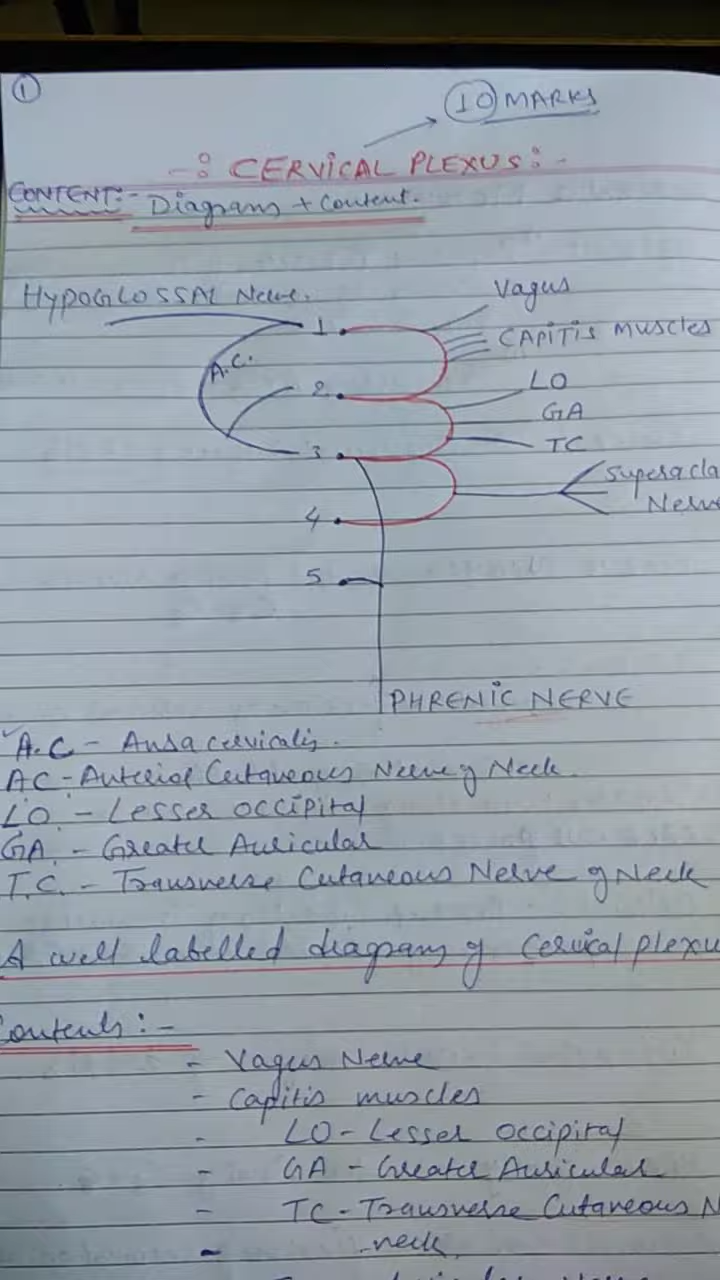 1
10 MARKS
-: CERVICAL PLEXUS:-
CONTENT:- Diagram + Content.
HYPOGLOSSAL Nerve.
Vagus
1
CAPITIS MUSCLES
A.C.
2
LO
GA
3
TC
Supracla
Nerv
4
5
PHRENIC NERVE
A.C - Ansa cervicalis.
AC - Anterior Cutaneous Nerve of Neck.
LO - Lesser OCCIPITAL
GA. - Greater Auricular
T.C. - Transverse Cutaneous Nerve of Neck
A well labelled diagram of Cervical plexu
Contents :-
- Vagus Nerve
- Capitis muscles
- LO - Lesser OCCIPITAL
- GA - Greater Auricular
- TC - Transverse Cutaneous N
- neck.